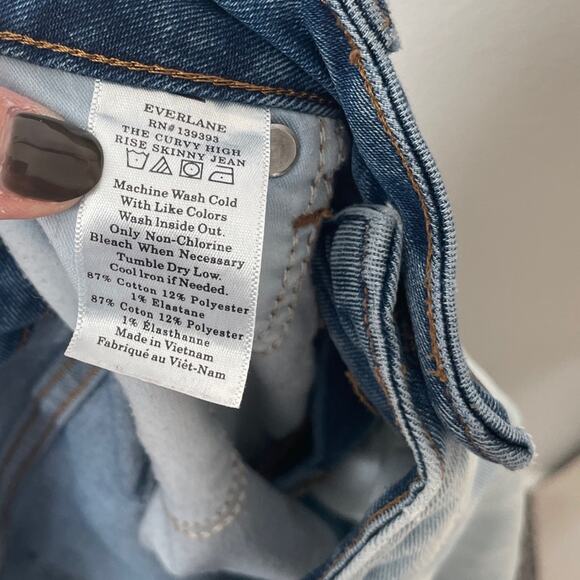 EVERLANE
RN# 139393
THE CURVY HIGH
RISE SKINNY JEAN
Machine Wash Cold
With Like Colors
Wash Inside Out.
Only Non-Chlorine
Bleach When Necessary
Tumble Dry Low.
Cool Iron if Needed.
87% Cotton 12% Polyester
1% Elastane
87% Coton 12% Polyester
1% Élasthanne
Made in Vietnam
Fabriqué au Viêt-Nam